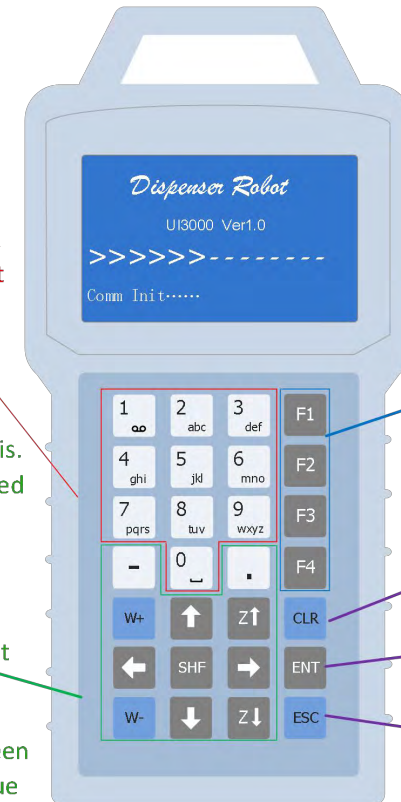 Dispenser Robot
UI3000 Ver1.0
>>>>>>--------
Comm Init······
t
1 2 abc 3 def F1
is.
4 ghi 5 jkl 6 mno F2
ed
7 pqrs 8 tuv 9 wxyz F3
- 0 . F4
W+ Z CLR
t
SHF ENT
W- Z ESC
een
ue